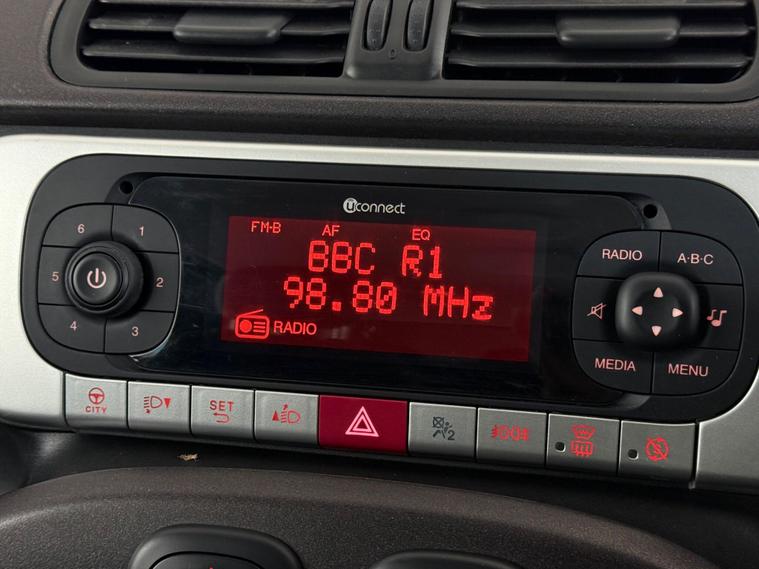 Uconnect
FM-B AF EQ
BBC R1
98.80 MHz
RADIO
6 1
5 2
4 3
RADIO A·B·C
MEDIA MENU
CITY
SET
2